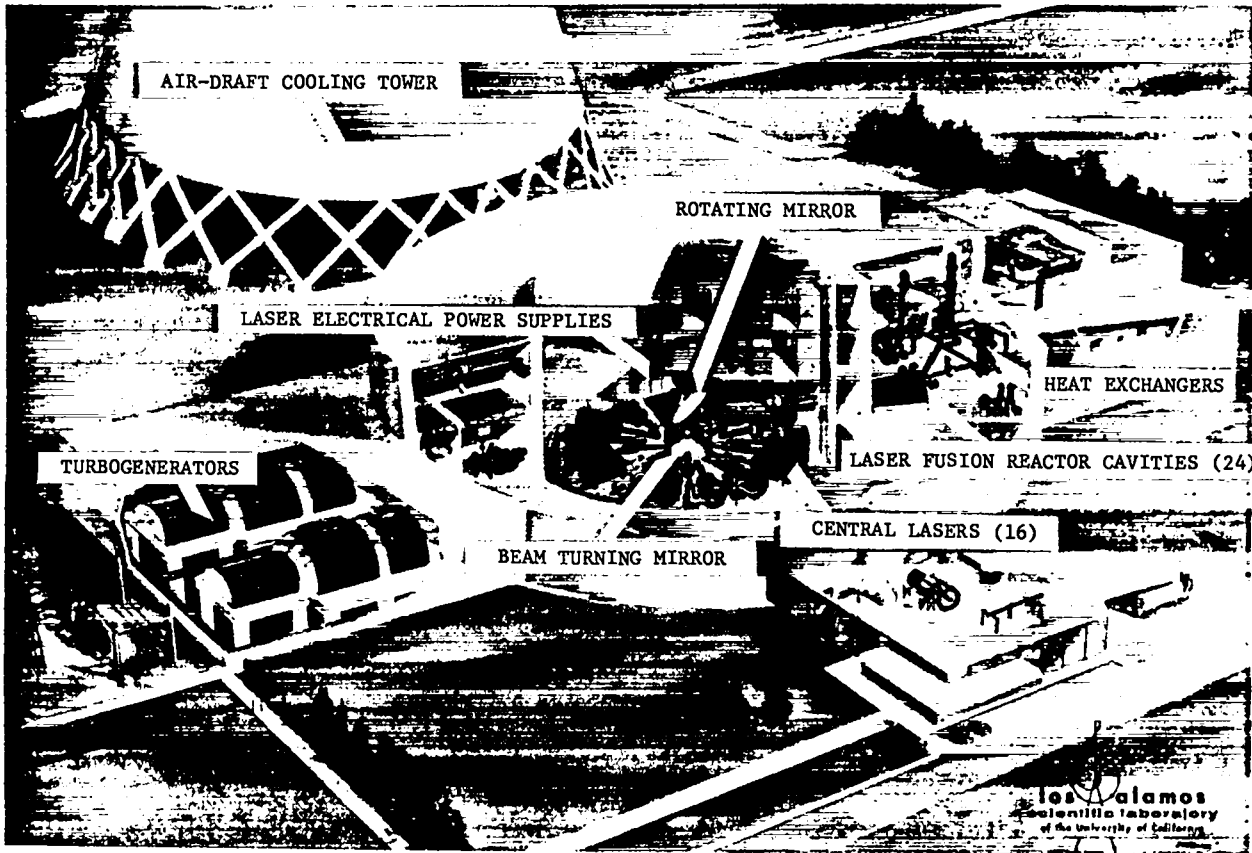 AIR-DRAFT COOLING TOWER
ROTATING MIRROR
LASER ELECTRICAL POWER SUPPLIES
HEAT EXCHANGERS
TURBOGENERATORS
LASER FUSION REACTOR CAVITIES (24)
CENTRAL LASERS (16)
BEAM TURNING MIRROR
los alamos
scientific laboratory
of the University of California